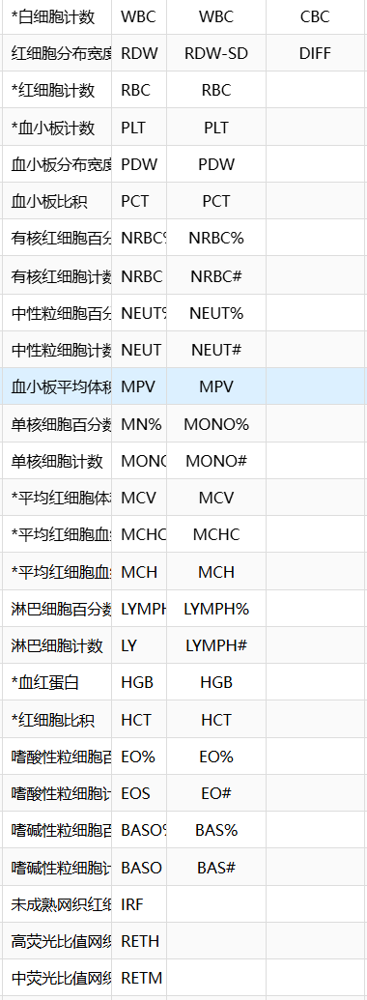 *白细胞计数 WBC WBC CBC
红细胞分布宽度 RDW RDW-SD DIFF
*红细胞计数 RBC RBC
*血小板计数 PLT PLT
血小板分布宽度 PDW PDW
血小板比积 PCT PCT
有核红细胞百分 NRBC% NRBC%
有核红细胞计数 NRBC NRBC#
中性粒细胞百分 NEUT% NEUT%
中性粒细胞计数 NEUT NEUT#
血小板平均体积 MPV MPV
单核细胞百分数 MN% MONO%
单核细胞计数 MONO MONO#
*平均红细胞体积 MCV MCV
*平均红细胞血红 MCHC MCHC
*平均红细胞血红 MCH MCH
淋巴细胞百分数 LYMPH LYMPH%
淋巴细胞计数 LY LYMPH#
*血红蛋白 HGB HGB
*红细胞比积 HCT HCT
嗜酸性粒细胞百 EO% EO%
嗜酸性粒细胞计 EOS EO#
嗜碱性粒细胞百 BASO% BAS%
嗜碱性粒细胞计 BASO BAS#
未成熟网织红细 IRF
高荧光比值网织 RETH
中荧光比值网织 RETM